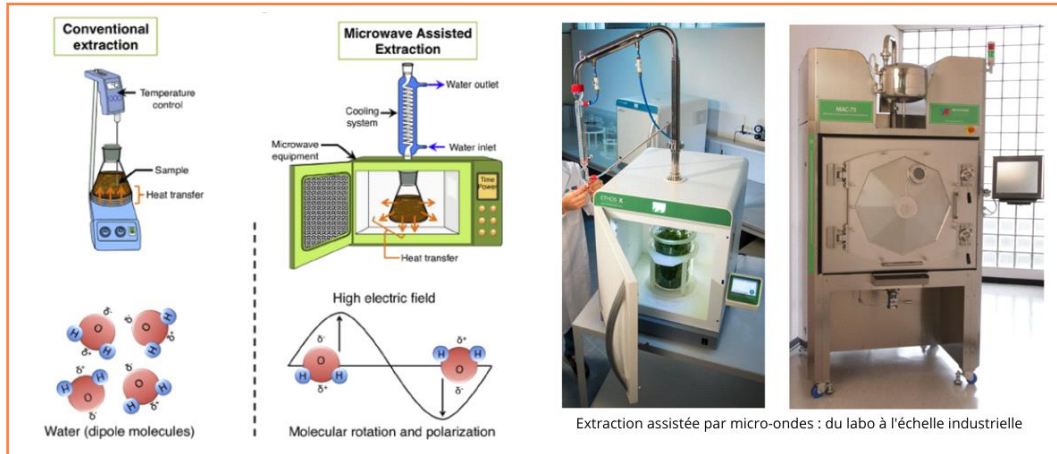 Conventional
extraction
Temperature
control
Sample
Heat transfer
Microwave Assisted
Extraction
Water outlet
Cooling
system
Water inlet
Microwave
equipment
Time
Power
Heat transfer
δ-
H
O
H
δ+
δ-
H
O
H
δ+
δ+
H
H
O
δ-
δ-
H
O
H
δ+
Water (dipole molecules)
High electric field
δ-
O
H
H
δ+
δ+
H
H
O
δ-
Molecular rotation and polarization
ETHOS X
MAC-75
Extraction assistée par micro-ondes : du labo à l'échelle industrielle